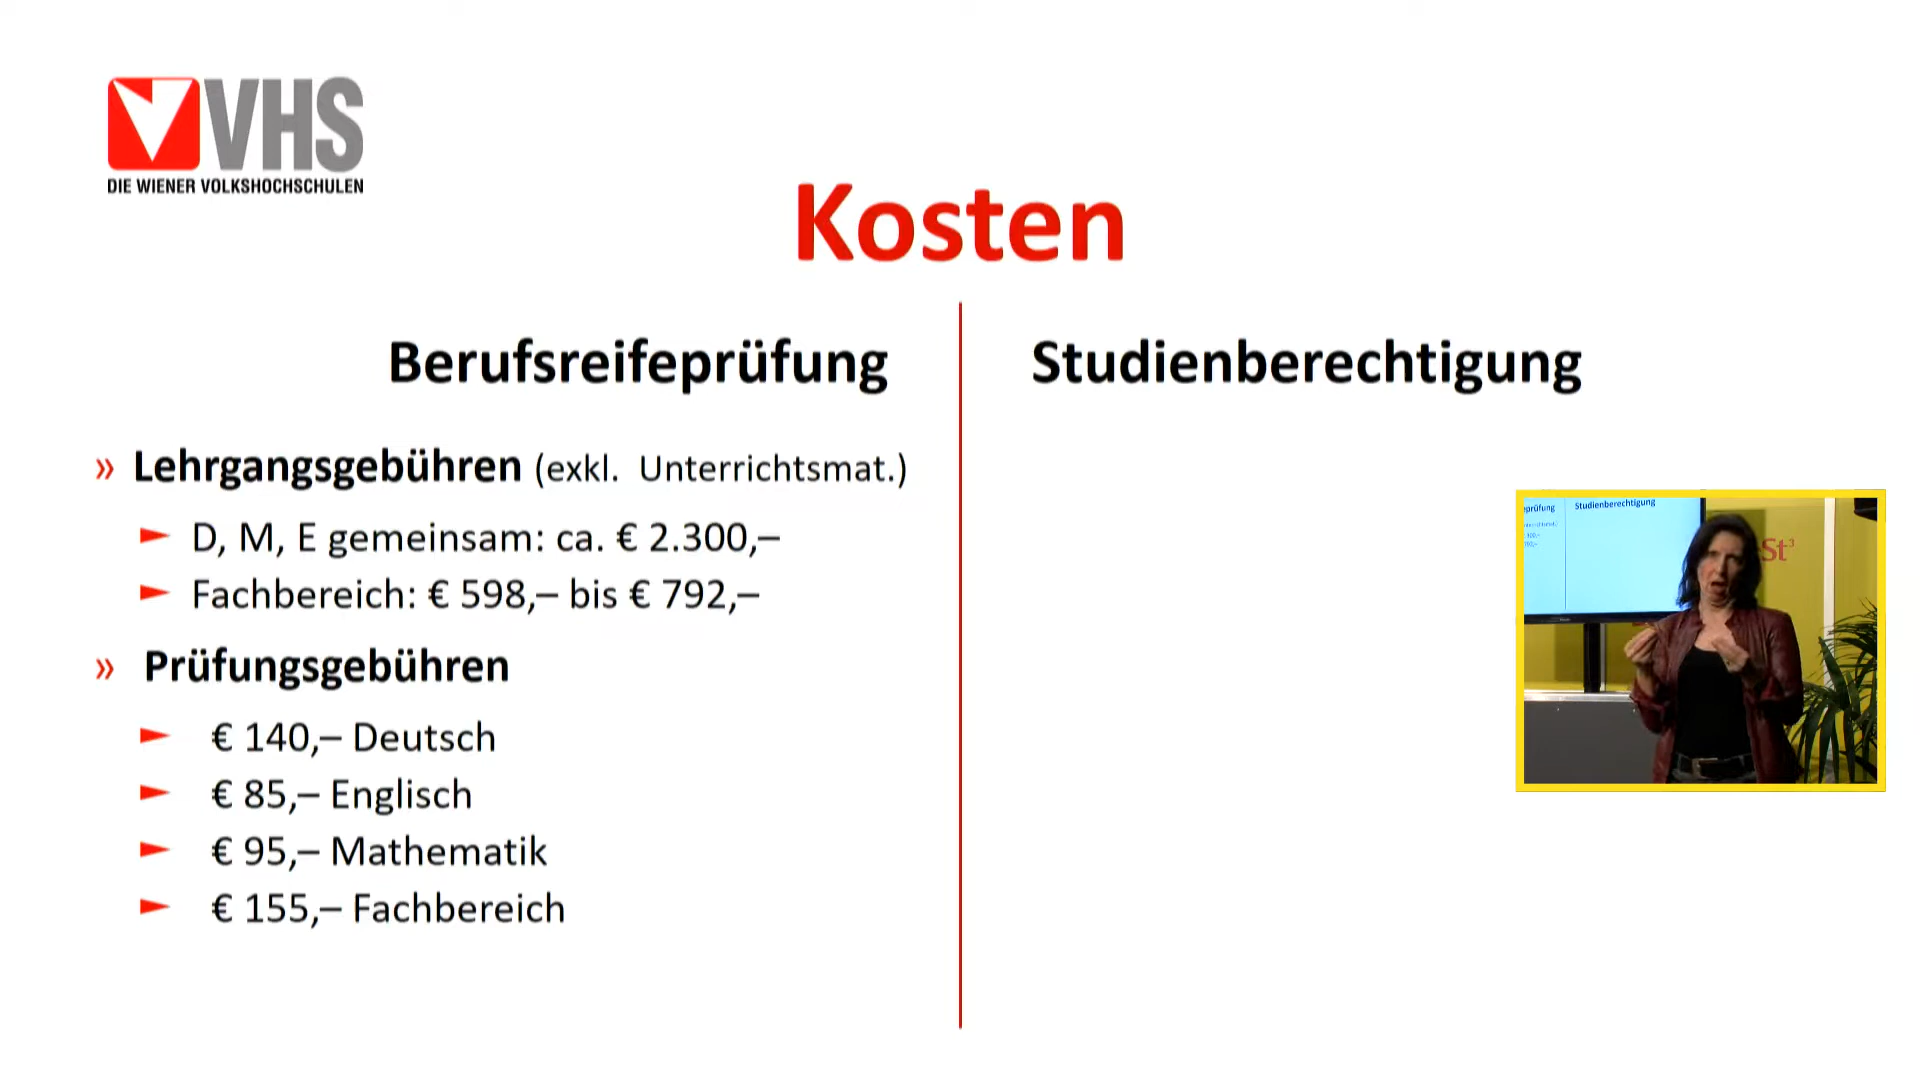 VHS
DIE WIENER VOLKSHOCHSCHULEN
Kosten
Berufsreifeprüfung
» Lehrgangsgebühren (exkl. Unterrichtsmat.)
► D, M, E gemeinsam: ca. € 2.300,–
► Fachbereich: € 598,– bis € 792,–
» Prüfungsgebühren
► € 140,– Deutsch
► € 85,– Englisch
► € 95,– Mathematik
► € 155,– Fachbereich
Studienberechtigung
Studienberechtigung
St³